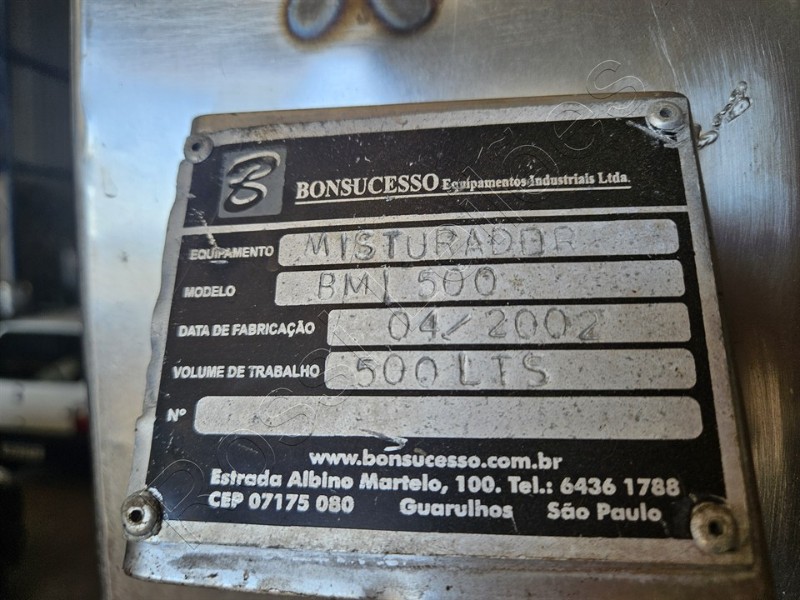 B BONSUCESSO Equipamentos Industriais Ltda.
EQUIPAMENTO MISTURADOR
MODELO BMI 500
DATA DE FABRICAÇÃO 04/2002
VOLUME DE TRABALHO 500 LTS
Nº
www.bonsucesso.com.br
Estrada Albino Martelo, 100. Tel.: 6436 1788
CEP 07175 080 Guarulhos São Paulo